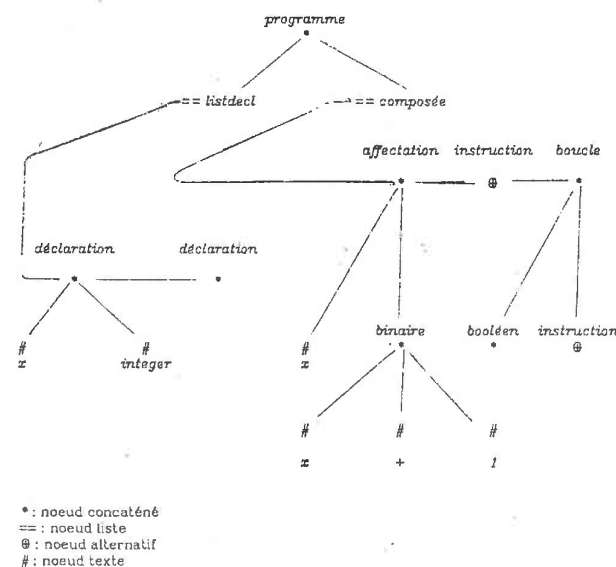 programme
•
== listdecl == composée
affectation instruction boucle
• ⊕ •
déclaration déclaration
• •
binaire booléen instruction
# # # • • ⊕
x integer x
# # #
x + 1
• : noeud concaténé
== : noeud liste
⊕ : noeud alternatif
# : noeud texte